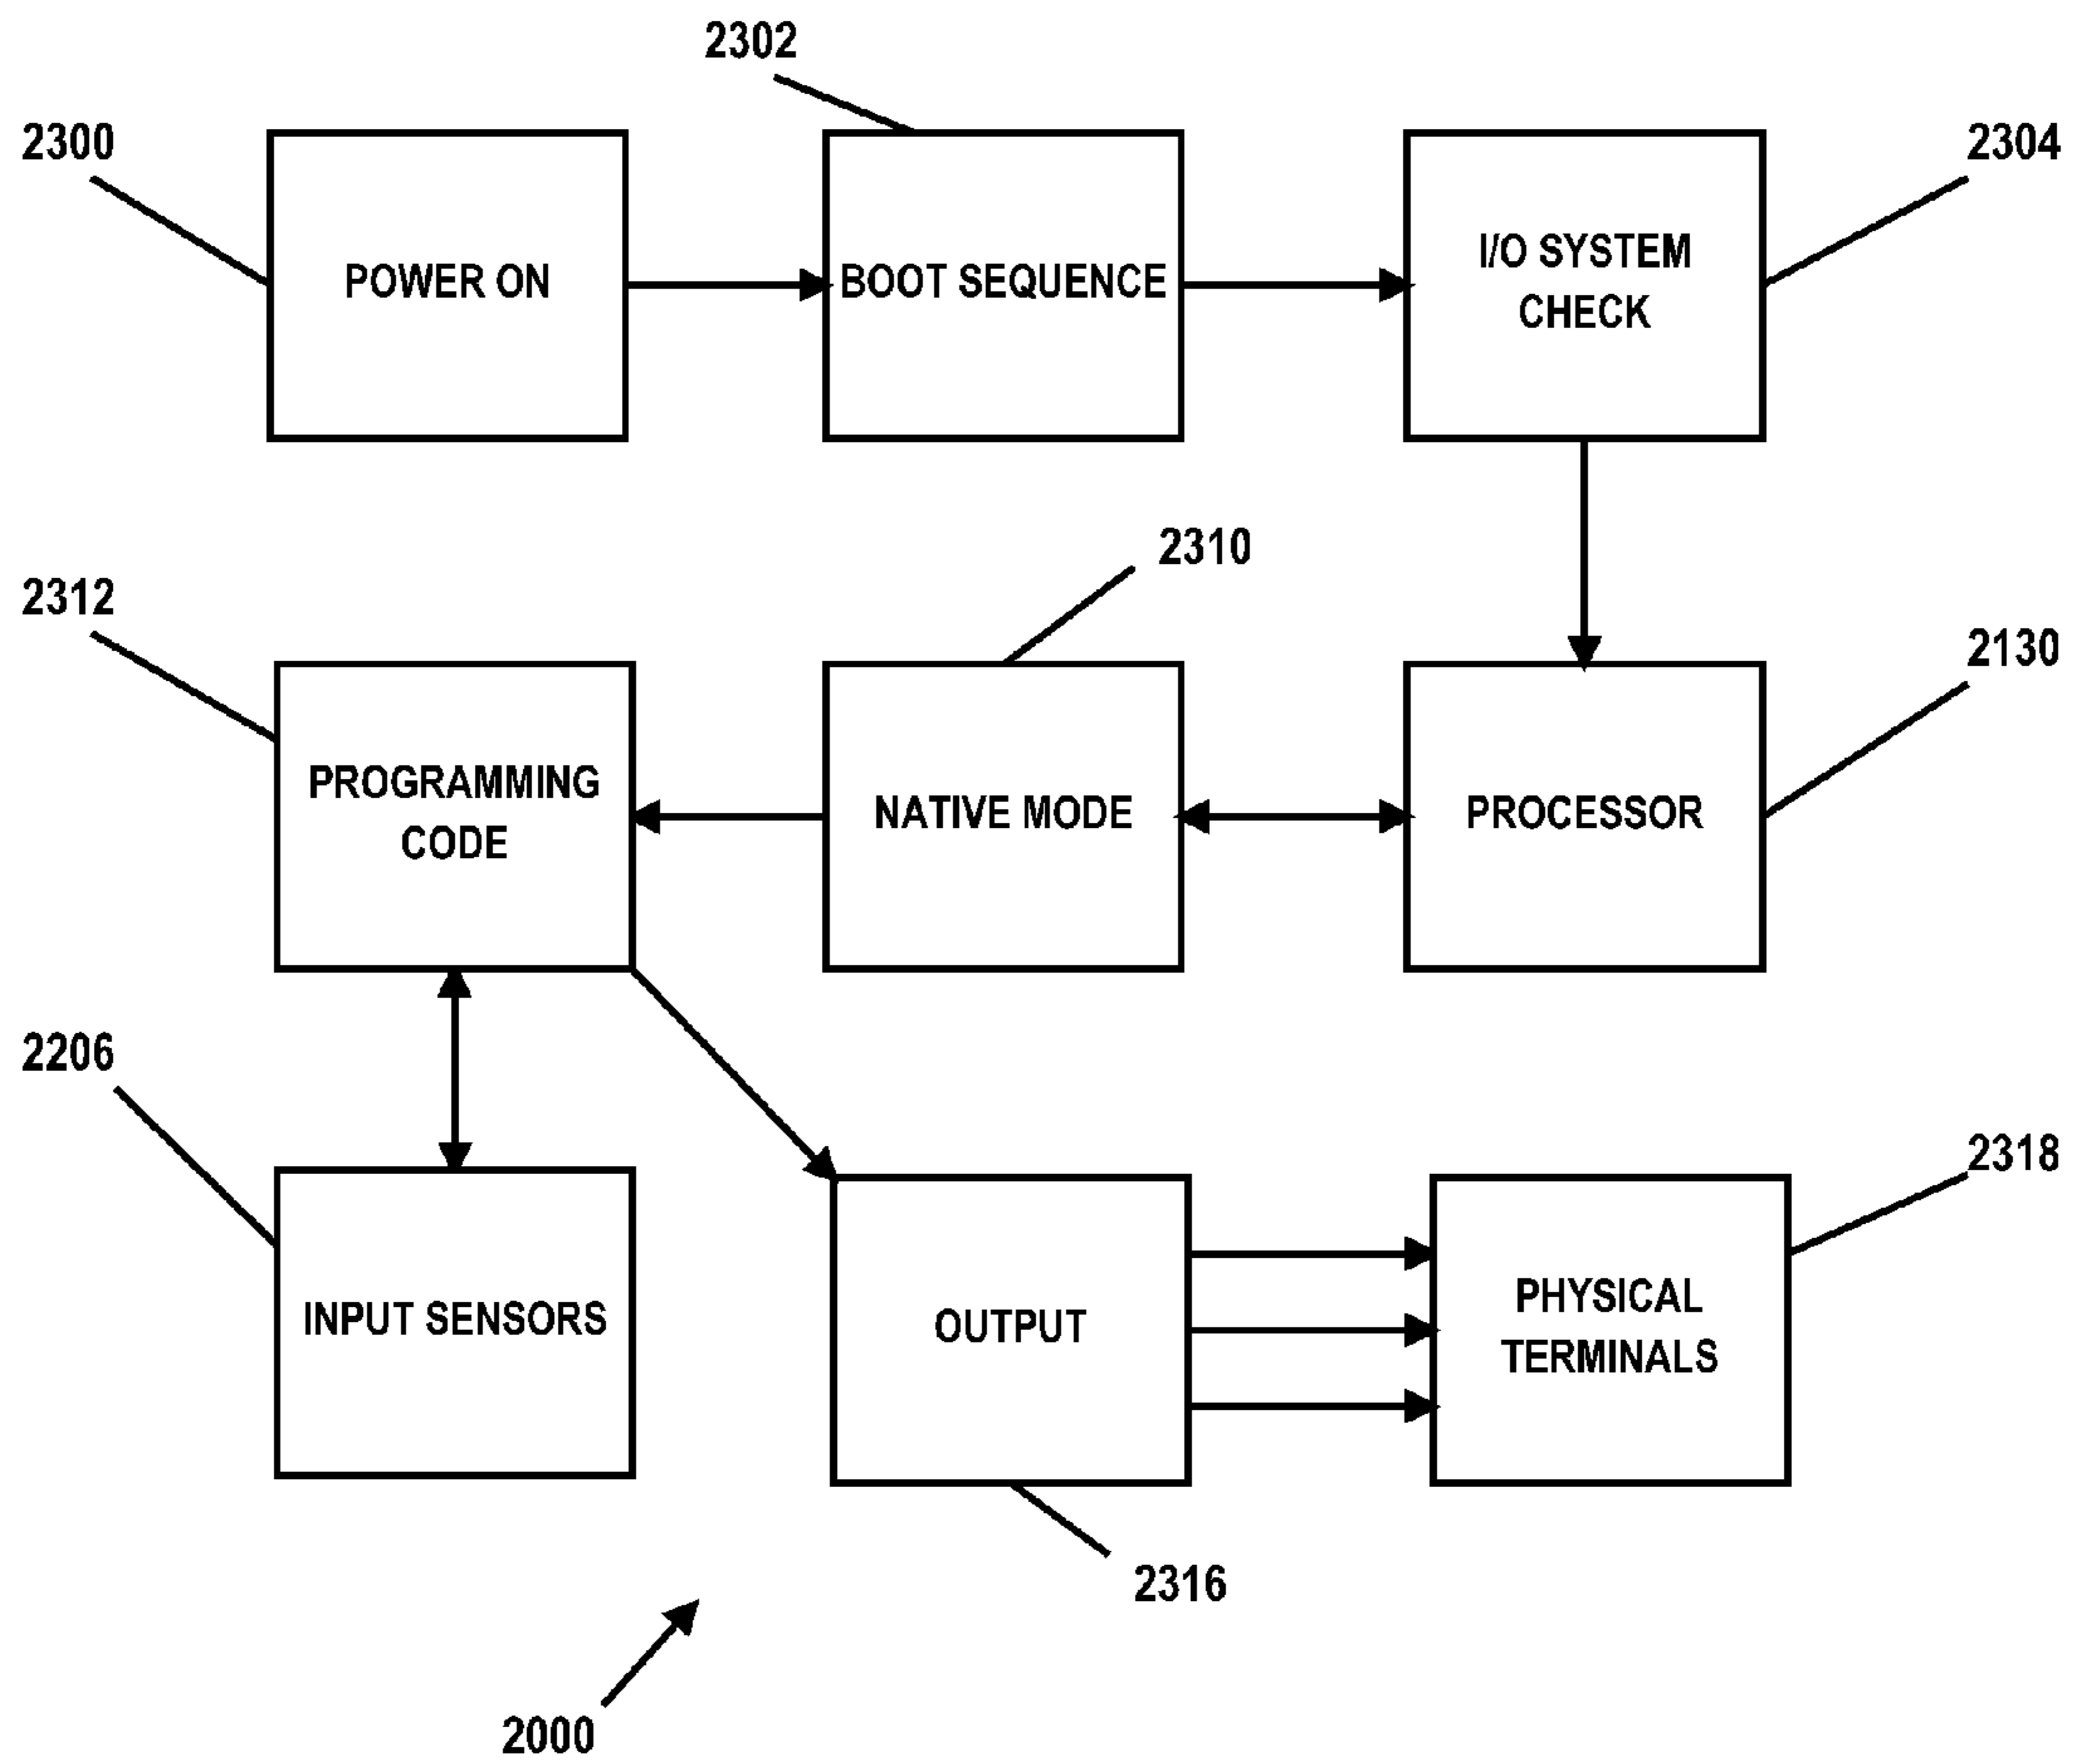 2302
2300
2304
POWER ON
BOOT SEQUENCE
I/O SYSTEM
CHECK
2310
2312
2130
PROGRAMMING
CODE
NATIVE MODE
PROCESSOR
2206
2318
INPUT SENSORS
OUTPUT
PHYSICAL
TERMINALS
2316
2000